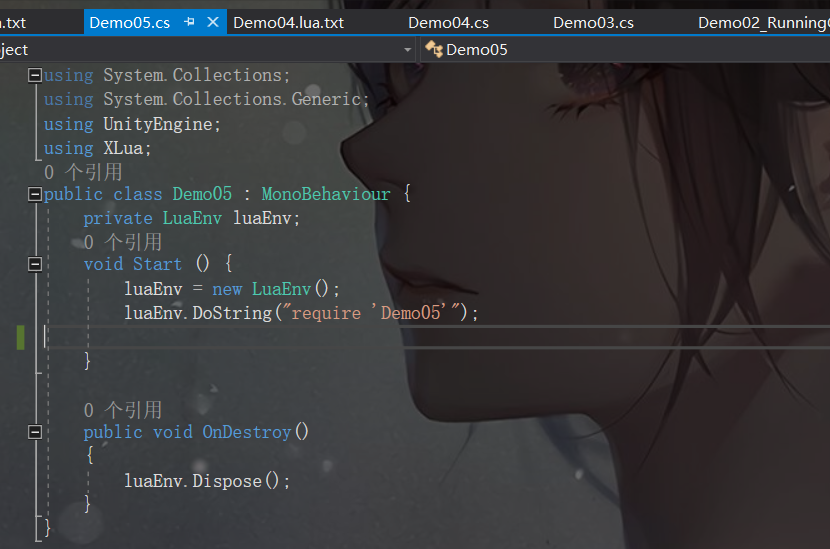 .txt
Demo05.cs
Demo04.lua.txt
Demo04.cs
Demo03.cs
Demo02_Running
ject
Demo05
using System.Collections;
using System.Collections.Generic;
using UnityEngine;
using XLua;
0 个引用
public class Demo05 : MonoBehaviour {
private LuaEnv luaEnv;
0 个引用
void Start () {
luaEnv = new LuaEnv();
luaEnv.DoString("require 'Demo05'");
}
0 个引用
public void OnDestroy()
{
luaEnv.Dispose();
}
}